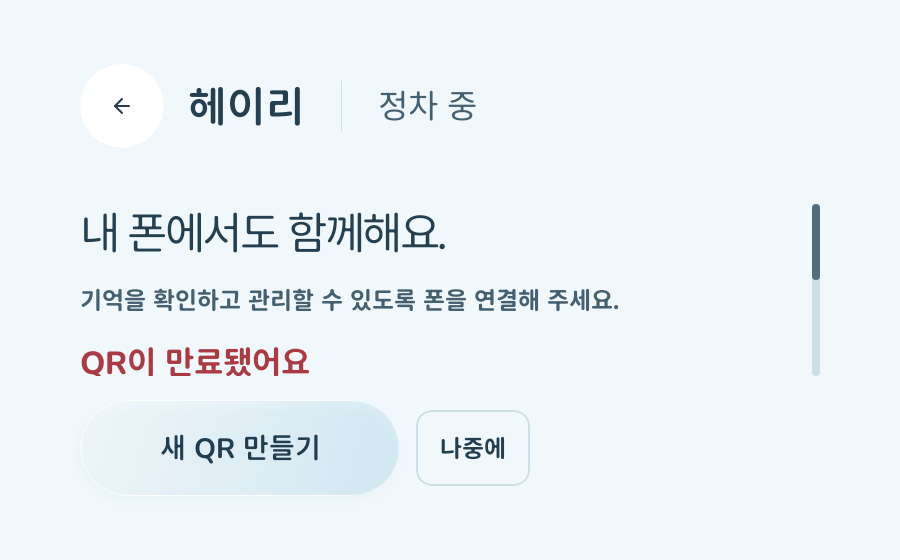 헤이리
정차 중
내 폰에서도 함께해요.
기억을 확인하고 관리할 수 있도록 폰을 연결해 주세요.
QR이 만료됐어요
새 QR 만들기
나중에